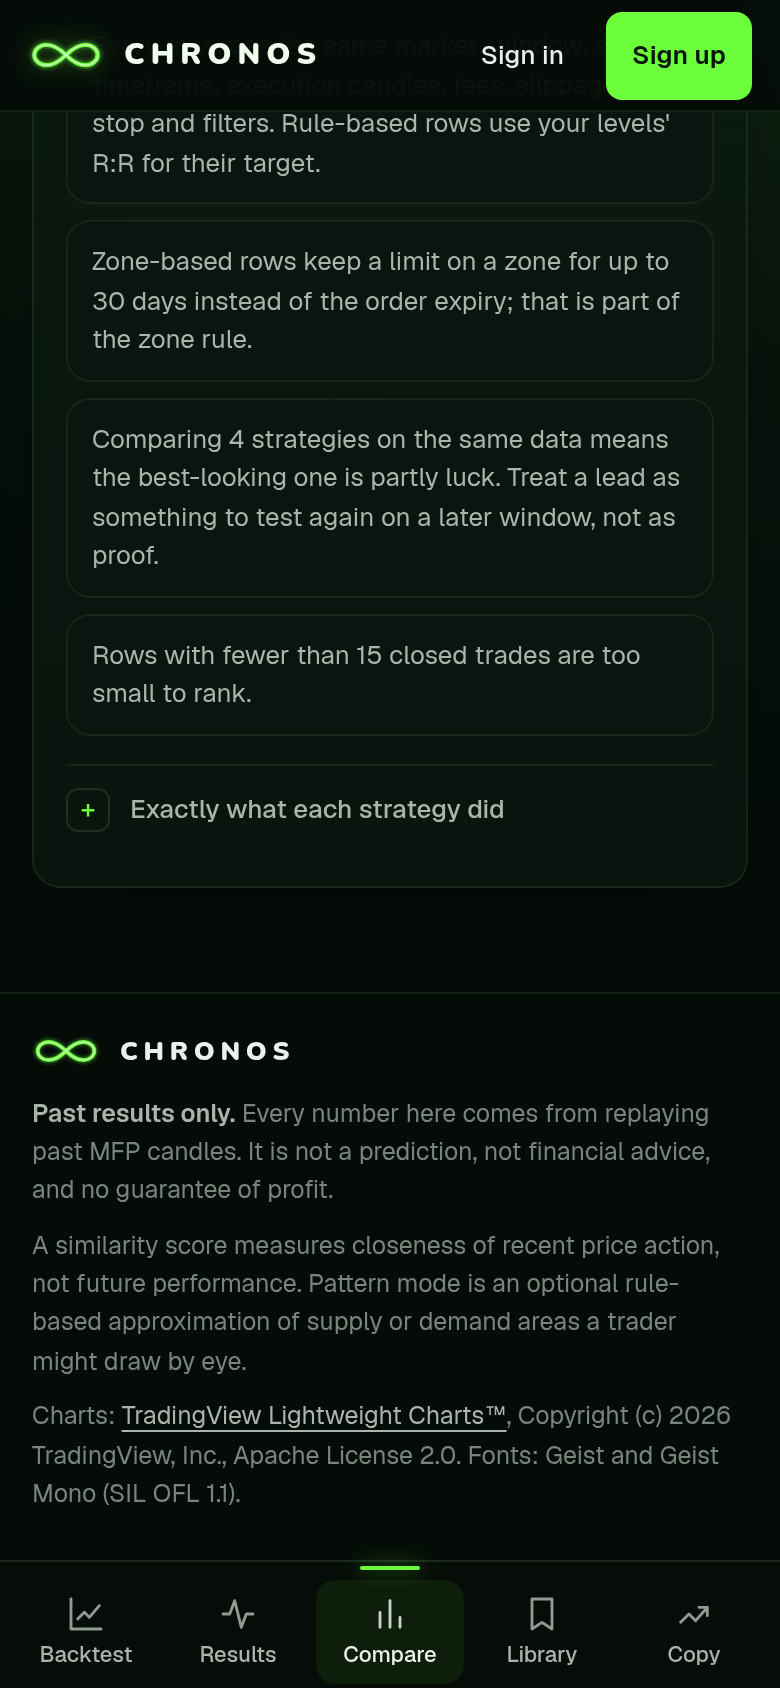 CHRONOS
Sign in
Sign up
timeframe, execution candles, fees, slippag
stop and filters. Rule-based rows use your levels'
R:R for their target.
Zone-based rows keep a limit on a zone for up to
30 days instead of the order expiry; that is part of
the zone rule.
Comparing 4 strategies on the same data means
the best-looking one is partly luck. Treat a lead as
something to test again on a later window, not as
proof.
Rows with fewer than 15 closed trades are too
small to rank.
+ Exactly what each strategy did
CHRONOS
Past results only. Every number here comes from replaying
past MFP candles. It is not a prediction, not financial advice,
and no guarantee of profit.
A similarity score measures closeness of recent price action,
not future performance. Pattern mode is an optional rule-
based approximation of supply or demand areas a trader
might draw by eye.
Charts: TradingView Lightweight Charts™, Copyright (c) 2026
TradingView, Inc., Apache License 2.0. Fonts: Geist and Geist
Mono (SIL OFL 1.1).
Backtest
Results
Compare
Library
Copy